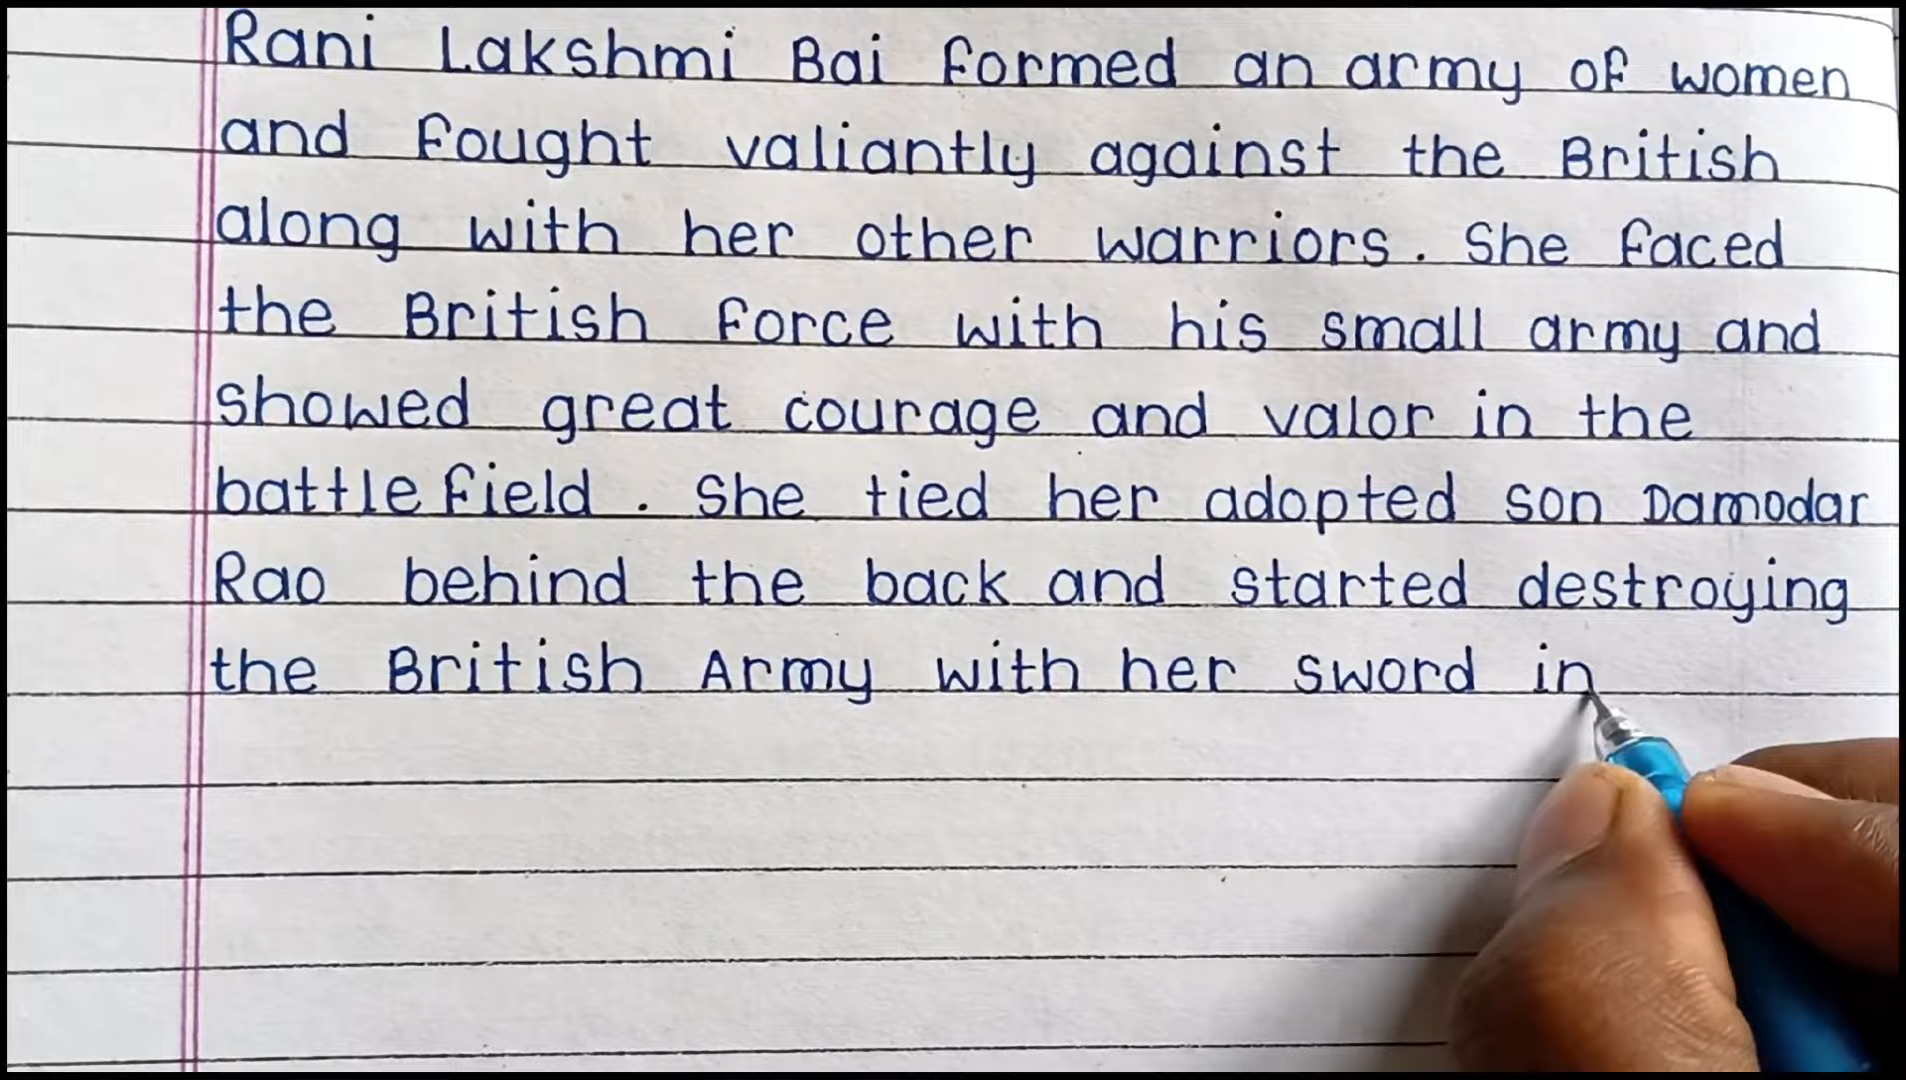 Rani Lakshmi Bai formed an army of women
and fought valiantly against the British
along with her other warriors. She faced
the British force with his small army and
showed great courage and valor in the
battlefield. She tied her adopted son Damodar
Rao behind the back and started destroying
the British Army with her sword in